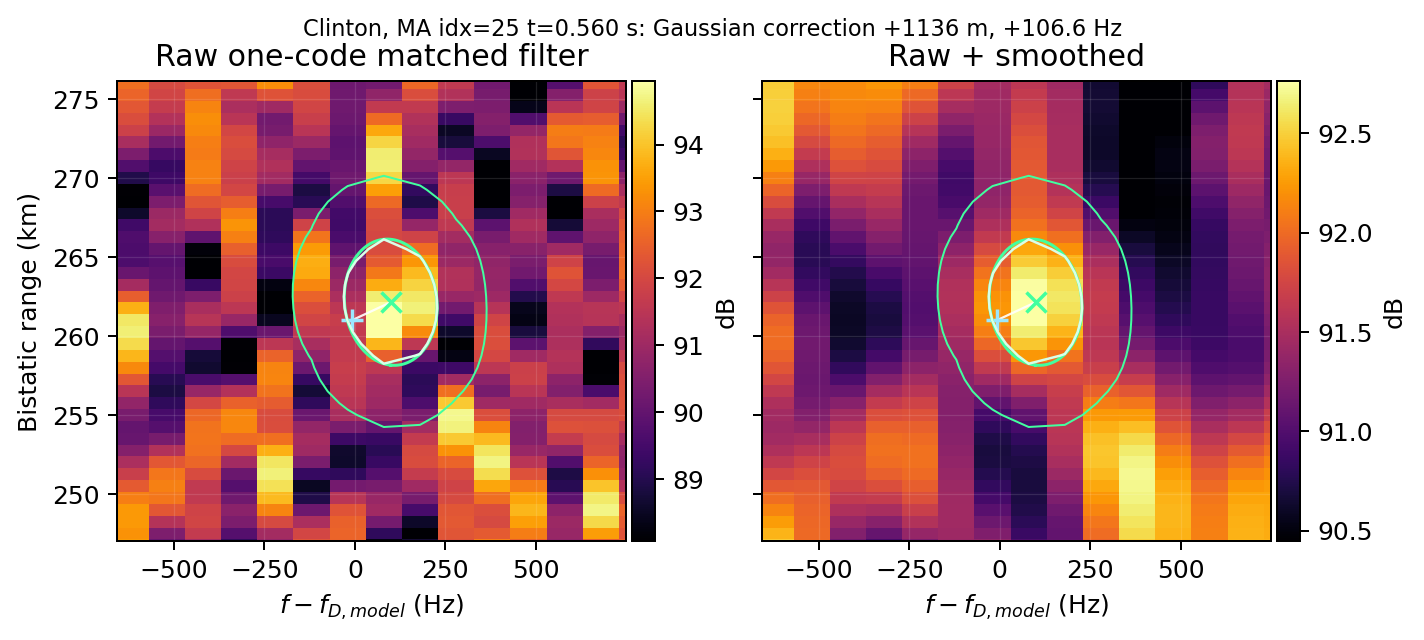 Clinton, MA idx=25 t=0.560 s: Gaussian correction +1136 m, +106.6 Hz
Raw one-code matched filter
Raw + smoothed
Bistatic range (km)
275
270
265
260
255
250
−500 −250 0 250 500
f − f_{D, model} (Hz)
94
93
92
91
90
89
dB
−500 −250 0 250 500
f − f_{D, model} (Hz)
92.5
92.0
91.5
91.0
90.5
dB